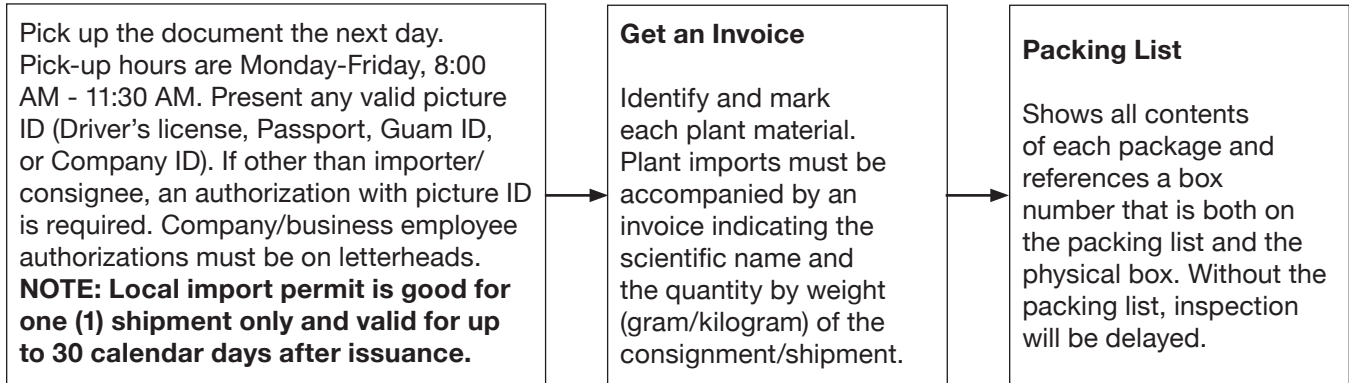 Pick up the document the next day.
Pick-up hours are Monday-Friday, 8:00
AM - 11:30 AM. Present any valid picture
ID (Driver’s license, Passport, Guam ID,
or Company ID). If other than importer/
consignee, an authorization with picture ID
is required. Company/business employee
authorizations must be on letterheads.
NOTE: Local import permit is good for
one (1) shipment only and valid for up
to 30 calendar days after issuance.
Get an Invoice
Identify and mark
each plant material.
Plant imports must be
accompanied by an
invoice indicating the
scientific name and
the quantity by weight
(gram/kilogram) of the
consignment/shipment.
Packing List
Shows all contents
of each package and
references a box
number that is both on
the packing list and the
physical box. Without the
packing list, inspection
will be delayed.